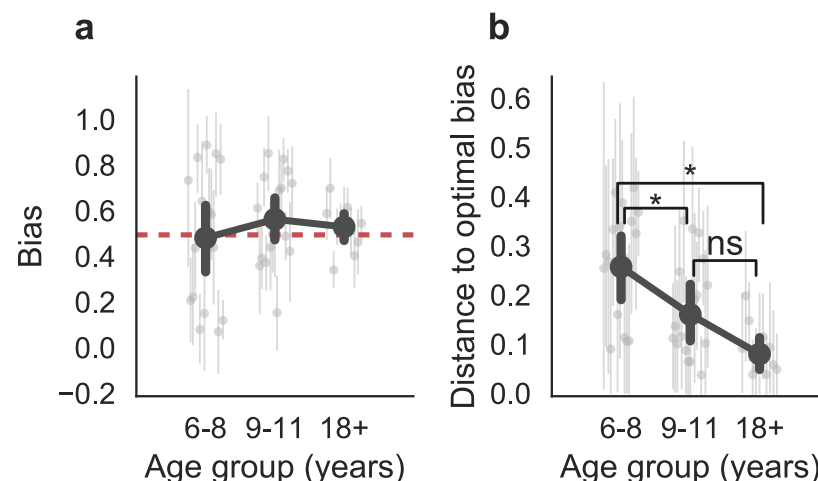 a
Bias
1.0
0.8
0.6
0.4
0.2
0.0
−0.2
6-8 9-11 18+
Age group (years)
b
Distance to optimal bias
0.6
0.5
0.4
0.3
0.2
0.1
0.0
*
*
ns
6-8 9-11 18+
Age group (years)